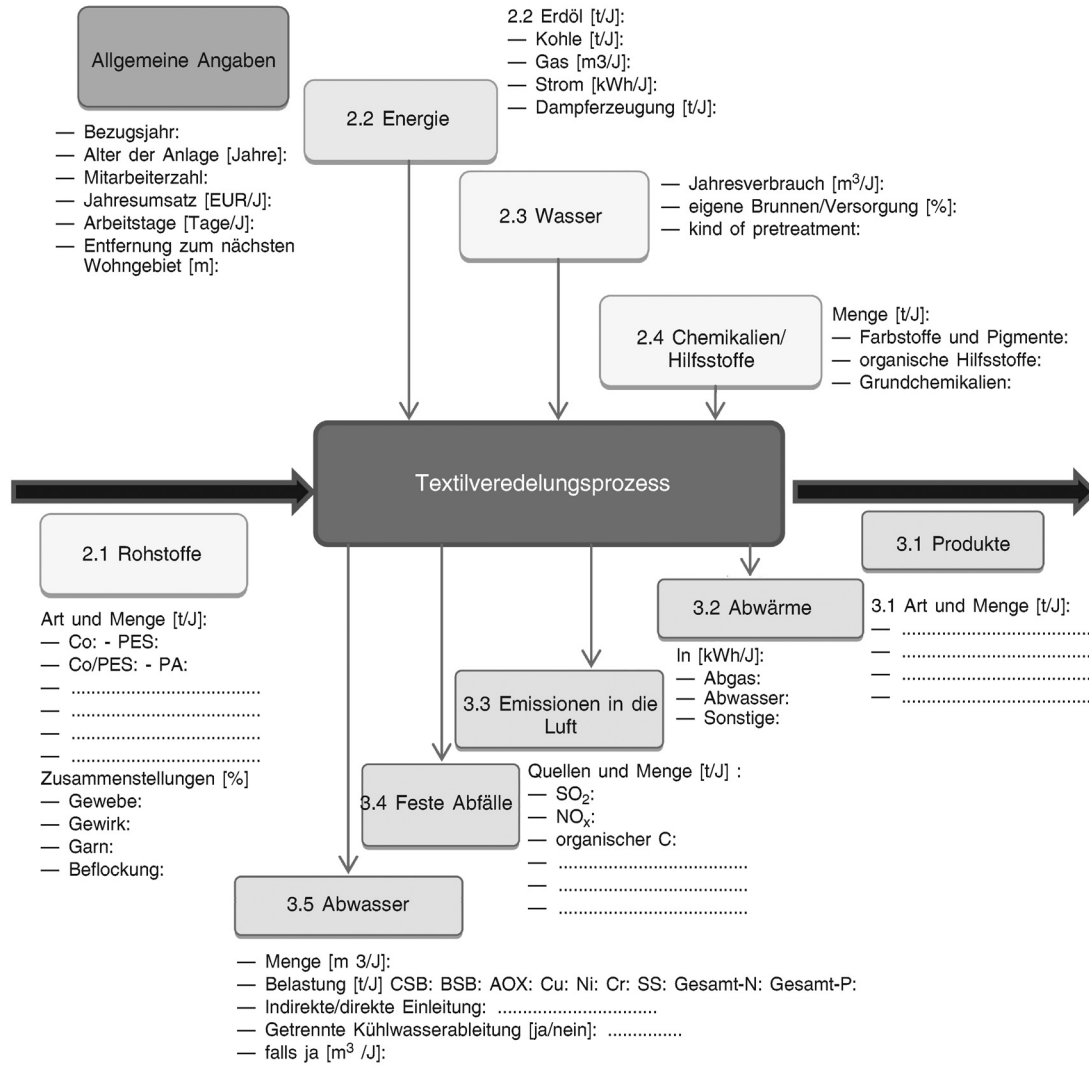 Allgemeine Angaben
— Bezugsjahr:
— Alter der Anlage [Jahre]:
— Mitarbeiterzahl:
— Jahresumsatz [EUR/J]:
— Arbeitstage [Tage/J]:
— Entfernung zum nächsten
Wohngebiet [m]:
2.2 Energie
2.2 Erdöl [t/J]:
— Kohle [t/J]:
— Gas [m3/J]:
— Strom [kWh/J]:
— Dampferzeugung [t/J]:
2.3 Wasser
— Jahresverbrauch [m³/J]:
— eigene Brunnen/Versorgung [%]:
— kind of pretreatment:
2.4 Chemikalien/
Hilfsstoffe
Menge [t/J]:
— Farbstoffe und Pigmente:
— organische Hilfsstoffe:
— Grundchemikalien:
Textilveredelungsprozess
2.1 Rohstoffe
Art und Menge [t/J]:
— Co: - PES:
— Co/PES: - PA:
— ....................................
— ....................................
— ....................................
— ....................................
Zusammenstellungen [%]
— Gewebe:
— Gewirk:
— Garn:
— Beflockung:
3.1 Produkte
3.1 Art und Menge [t/J]:
— ....................................
— ....................................
— ....................................
— ....................................
3.2 Abwärme
In [kWh/J]:
— Abgas:
— Abwasser:
— Sonstige:
3.3 Emissionen in die
Luft
Quellen und Menge [t/J] :
— SO₂:
— NOₓ:
— organischer C:
— ....................................
— ....................................
— ....................................
3.4 Feste Abfälle
3.5 Abwasser
— Menge [m 3/J]:
— Belastung [t/J] CSB: BSB: AOX: Cu: Ni: Cr: SS: Gesamt-N: Gesamt-P:
— Indirekte/direkte Einleitung: ..............................
— Getrennte Kühlwasserableitung [ja/nein]: ..............
— falls ja [m³ /J]: